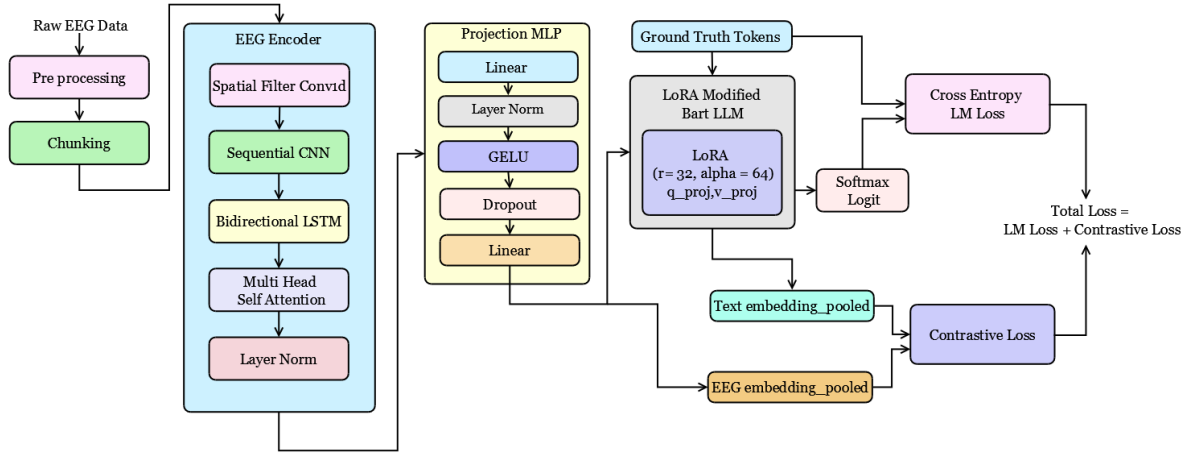 Raw EEG Data
Pre processing
Chunking
EEG Encoder
Spatial Filter Conv1d
Sequential CNN
Bidirectional LSTM
Multi Head
Self Attention
Layer Norm
Projection MLP
Linear
Layer Norm
GELU
Dropout
Linear
Ground Truth Tokens
LoRA Modified
Bart LLM
LoRA
(r= 32, alpha = 64)
q_proj,v_proj
Softmax
Logit
Cross Entropy
LM Loss
Text embedding_pooled
EEG embedding_pooled
Contrastive Loss
Total Loss =
LM Loss + Contrastive Loss